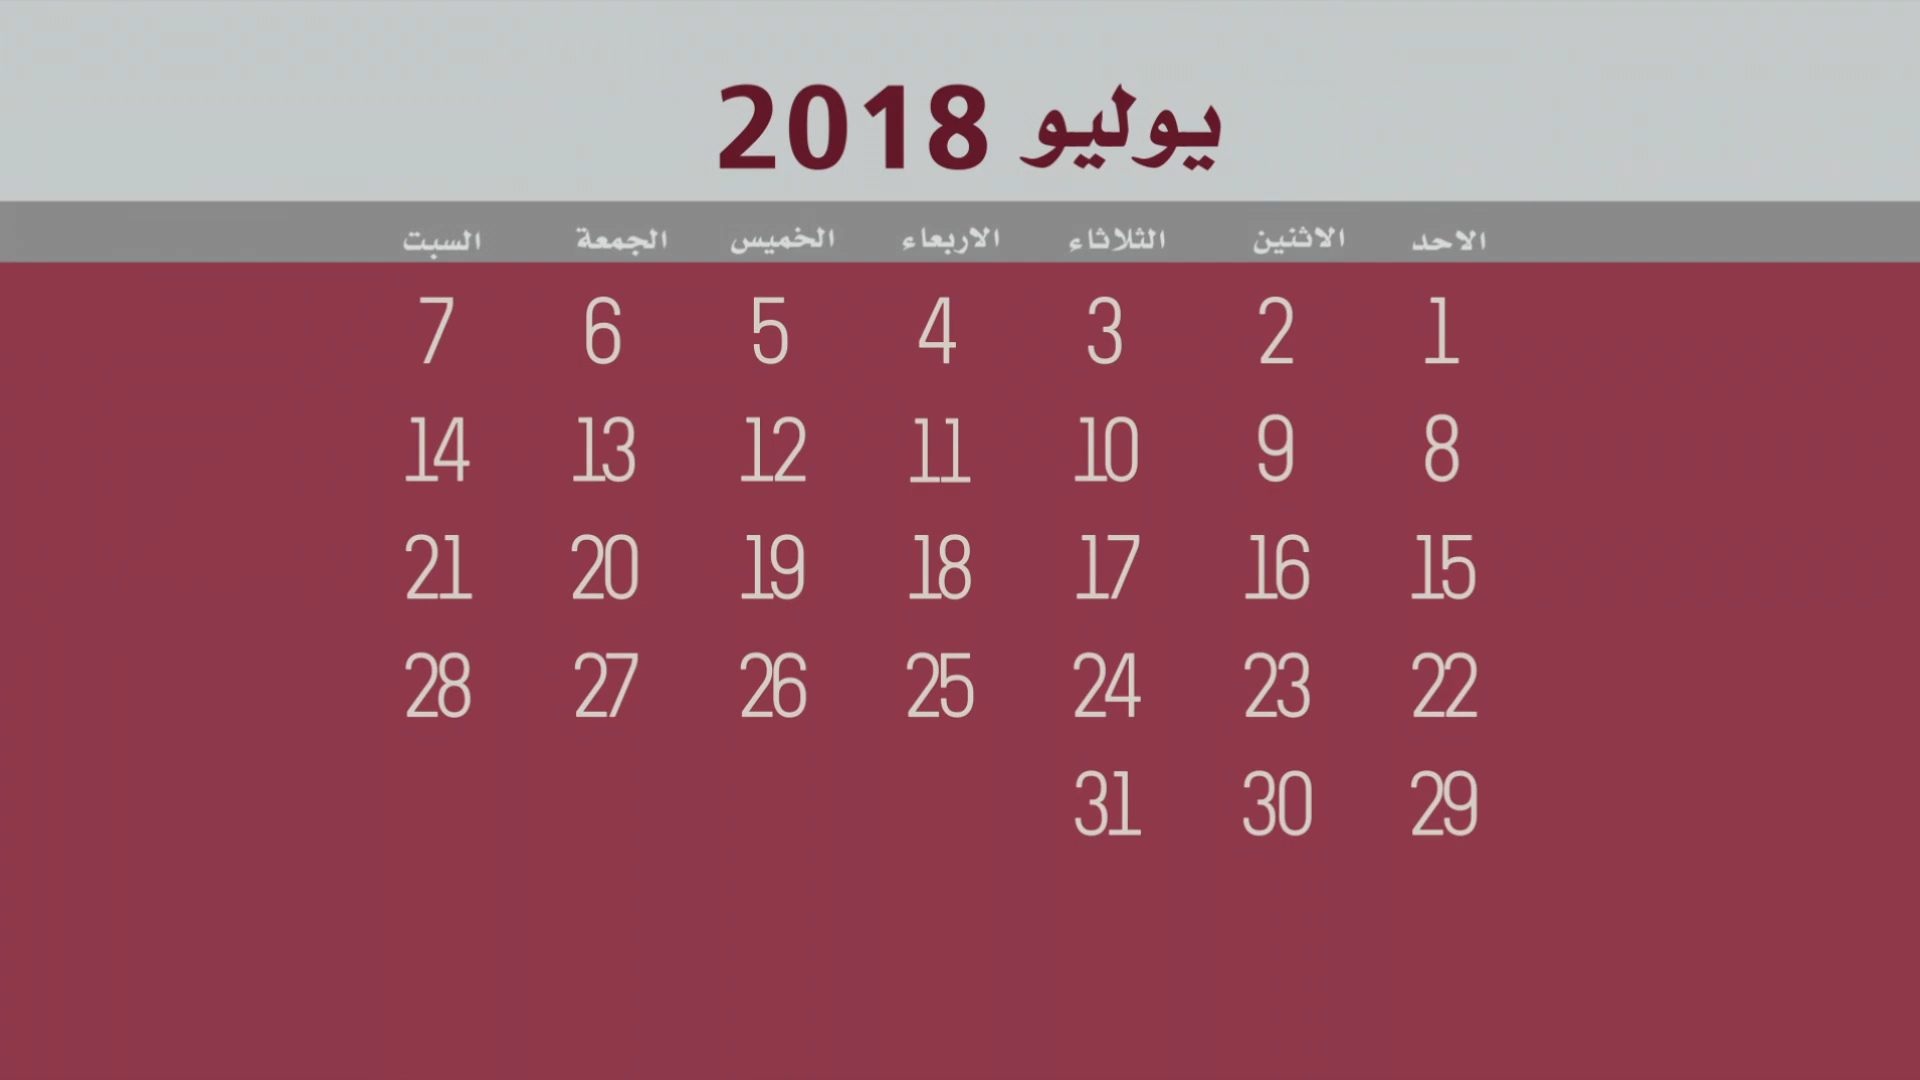 يوليو 2018
الاحد الاثنين الثلاثاء الاربعاء الخميس الجمعة السبت
1 2 3 4 5 6 7
8 9 10 11 12 13 14
15 16 17 18 19 20 21
22 23 24 25 26 27 28
29 30 31